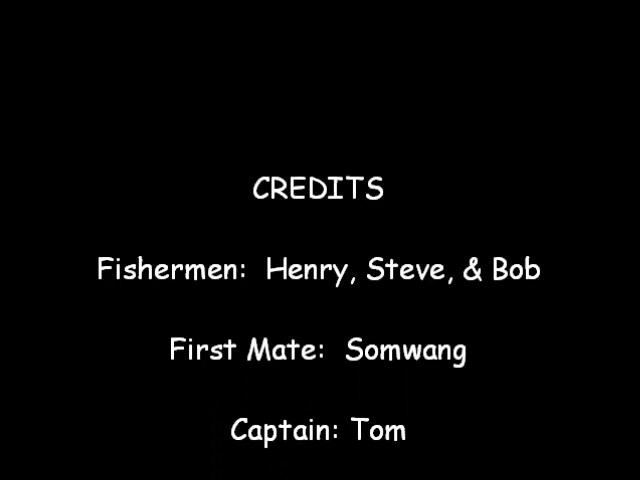 CREDITS
Fishermen:  Henry, Steve, & Bob
First Mate:  Somwang
Captain: Tom